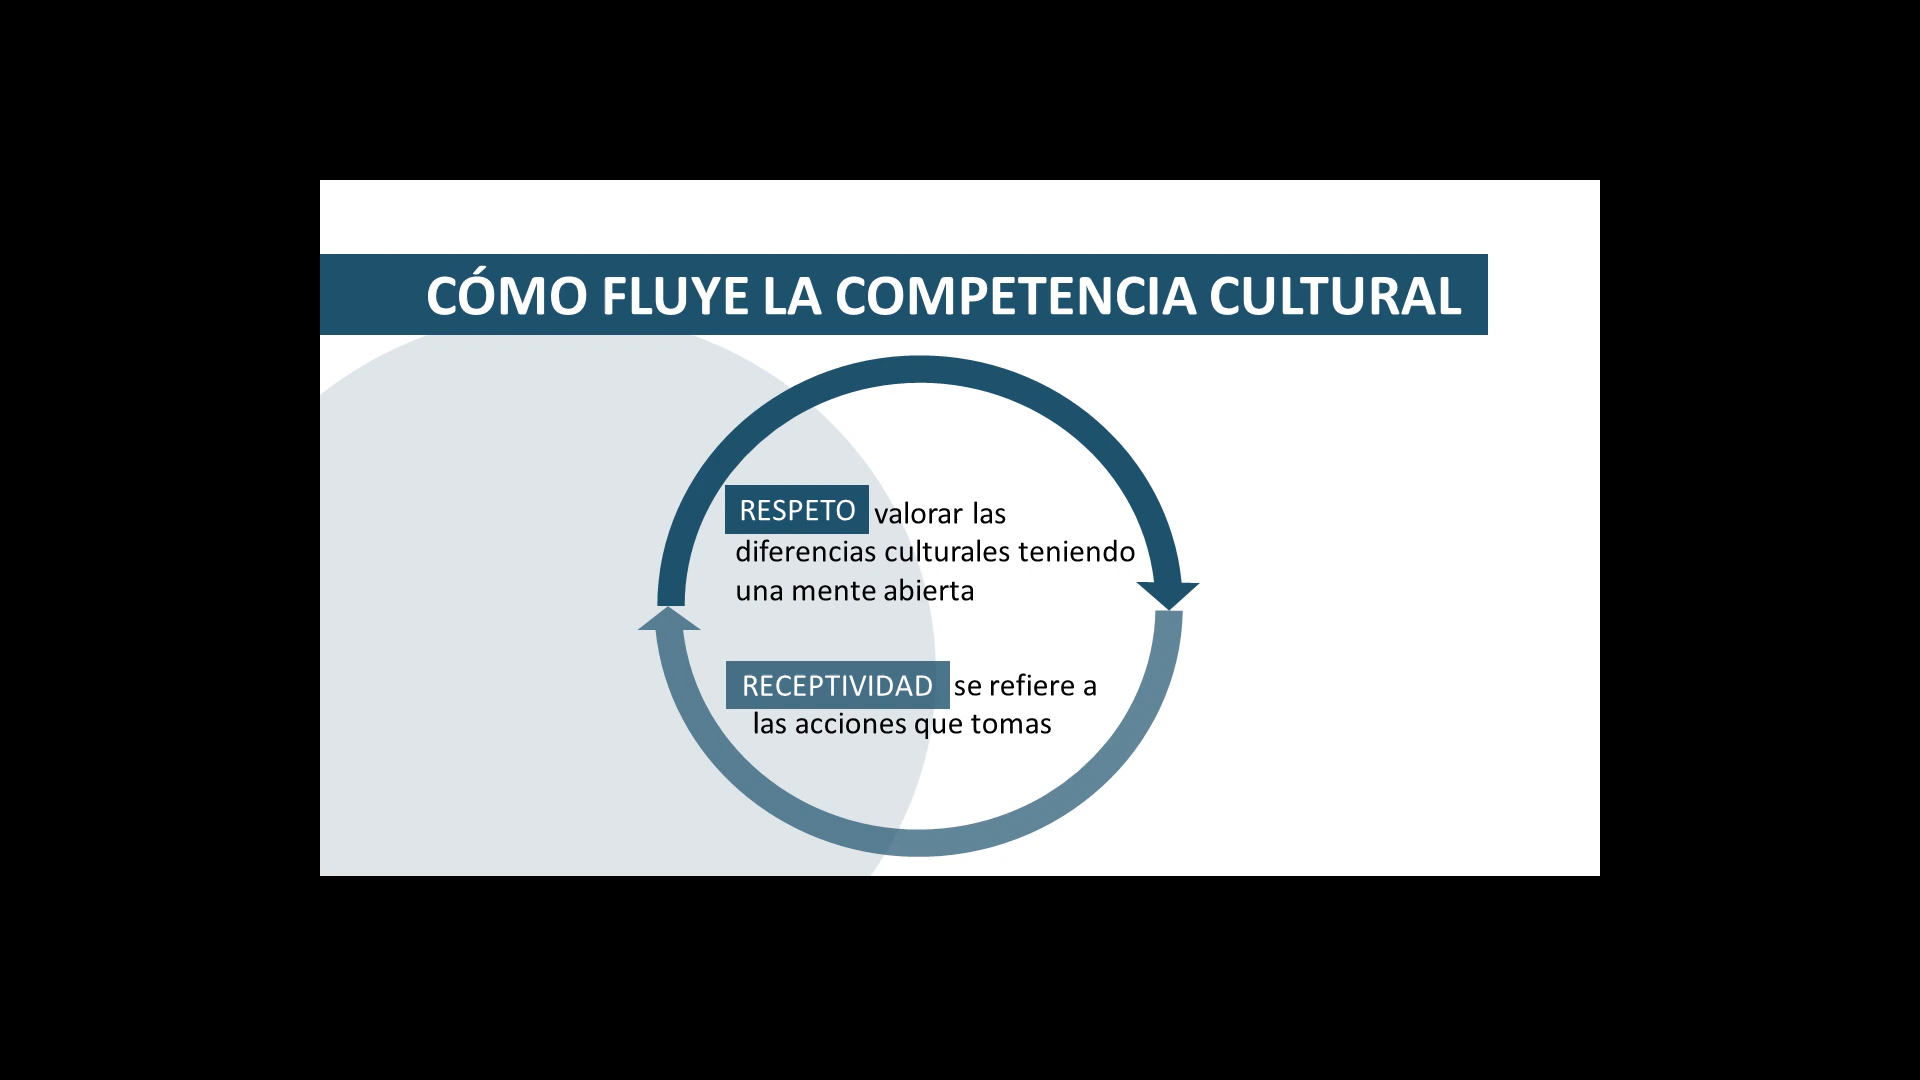 CÓMO FLUYE LA COMPETENCIA CULTURAL
RESPETO valorar las
diferencias culturales teniendo
una mente abierta
RECEPTIVIDAD se refiere a
las acciones que tomas